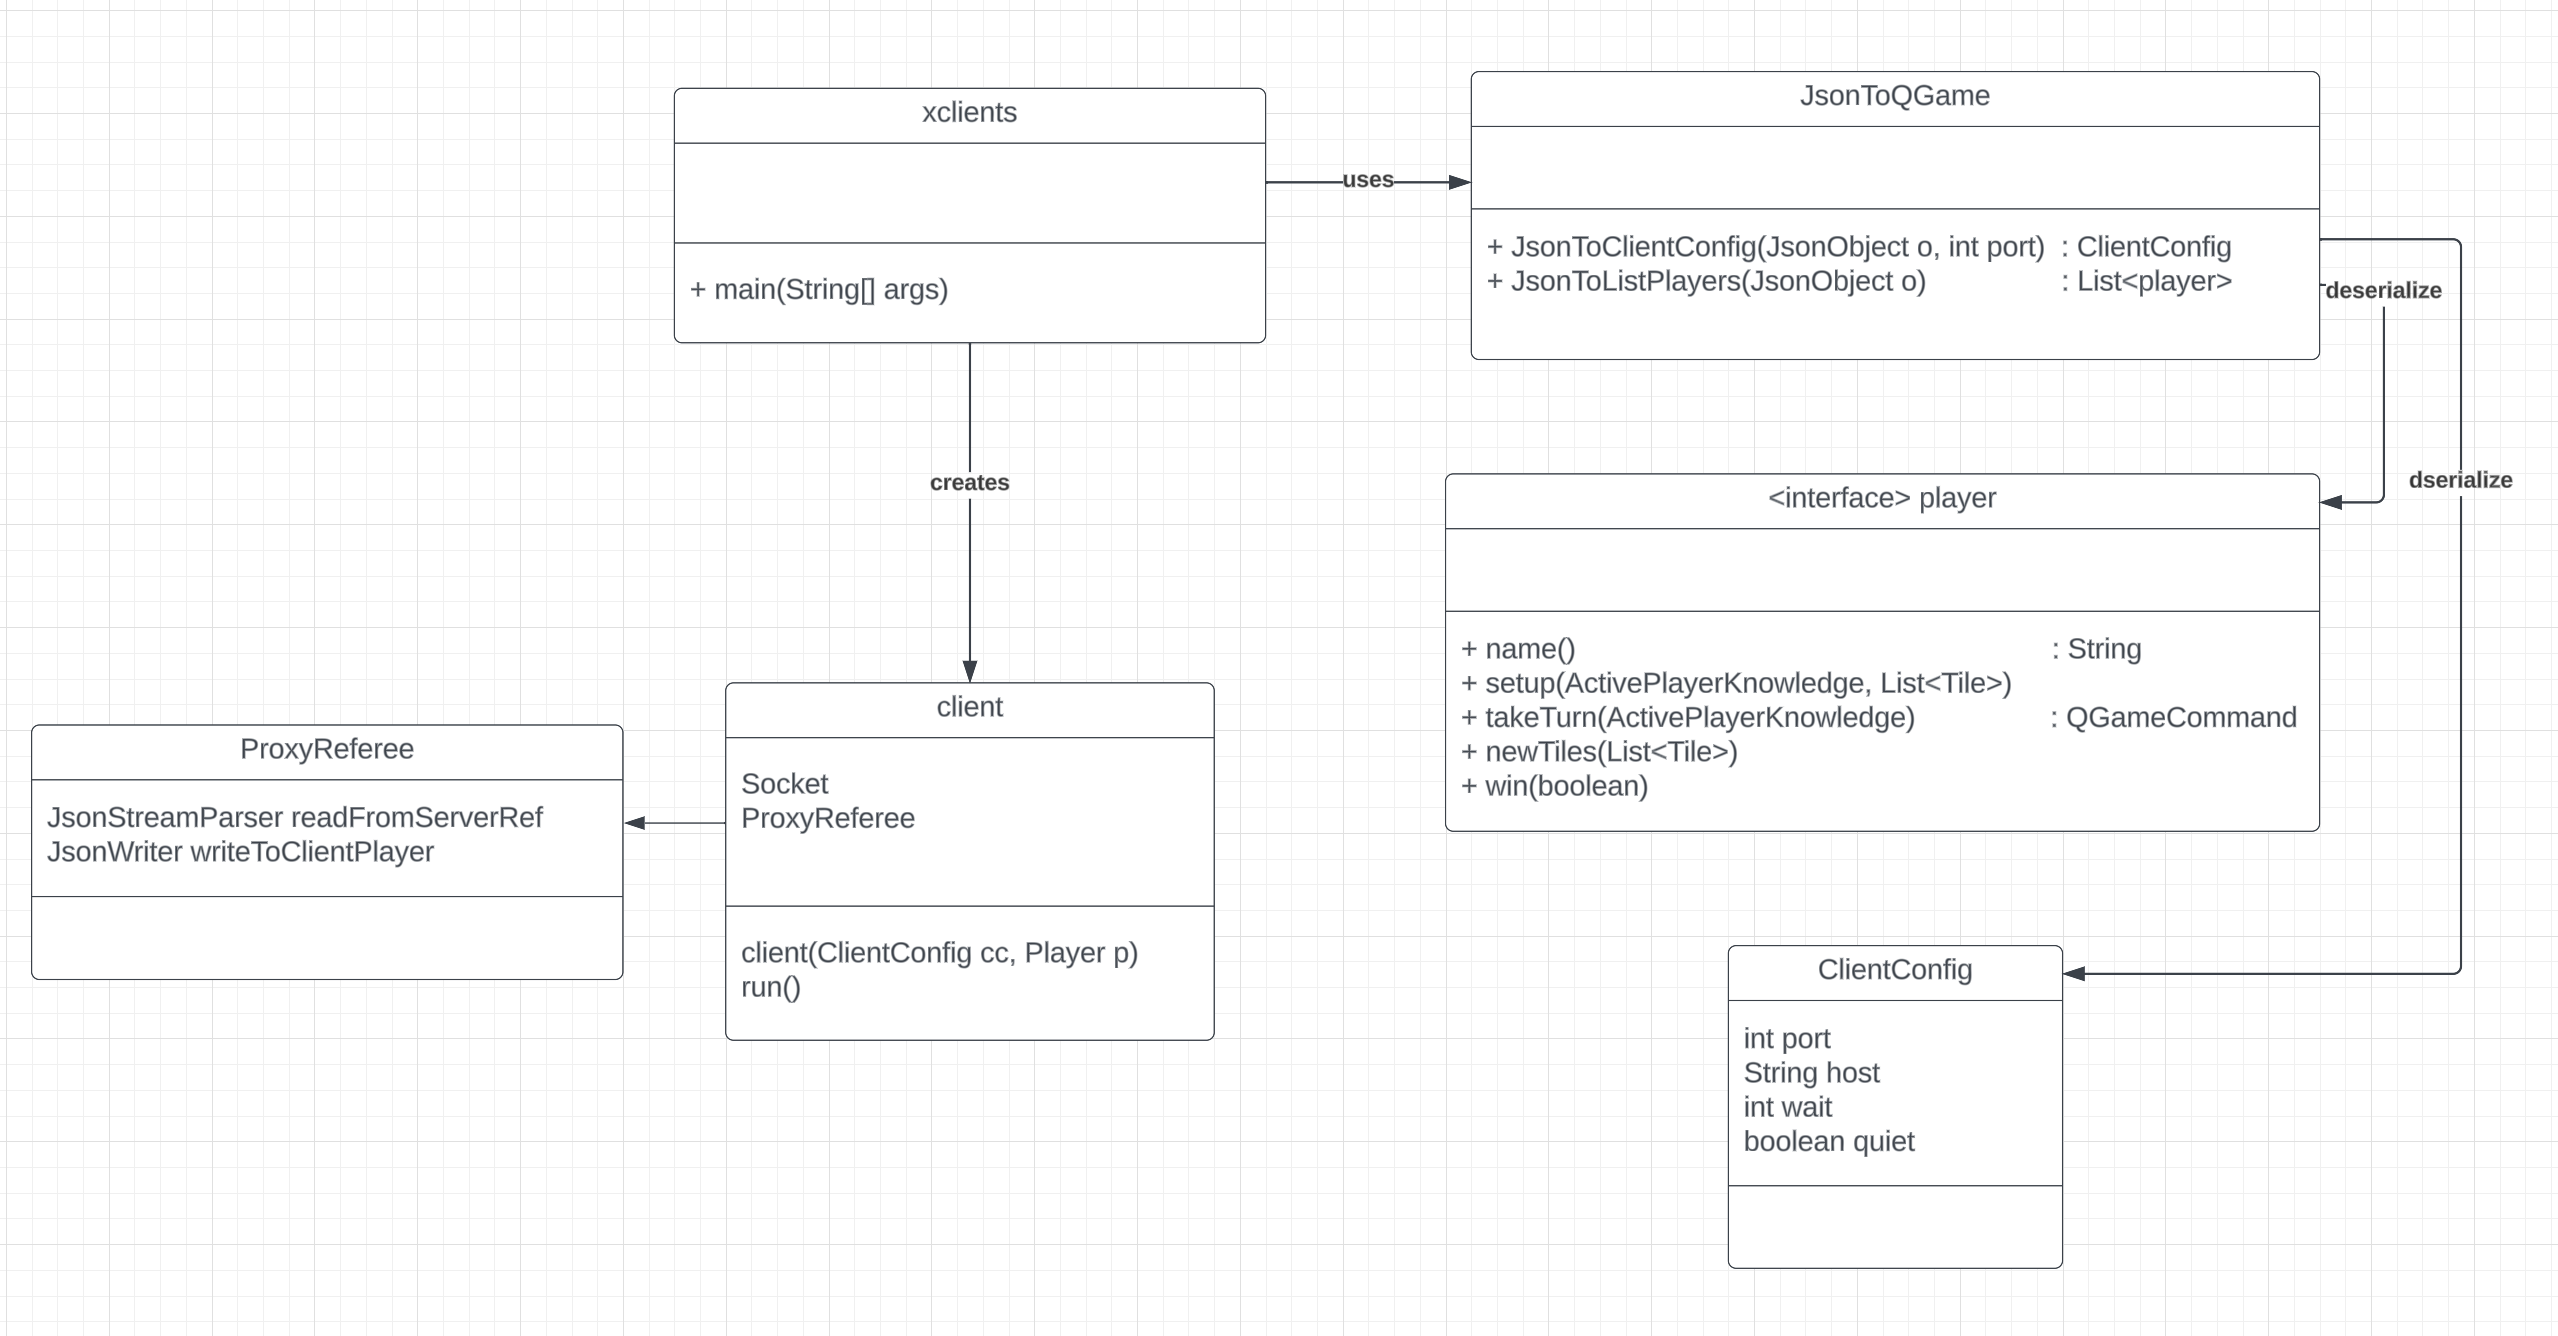 xclients
+ main(String[] args)
uses
JsonToQGame
+ JsonToClientConfig(JsonObject o, int port) : ClientConfig
+ JsonToListPlayers(JsonObject o) : List<player>
deserialize
dserialize
creates
<interface> player
+ name() : String
+ setup(ActivePlayerKnowledge, List<Tile>)
+ takeTurn(ActivePlayerKnowledge) : QGameCommand
+ newTiles(List<Tile>)
+ win(boolean)
client
Socket
ProxyReferee
client(ClientConfig cc, Player p)
run()
ProxyReferee
JsonStreamParser readFromServerRef
JsonWriter writeToClientPlayer
ClientConfig
int port
String host
int wait
boolean quiet